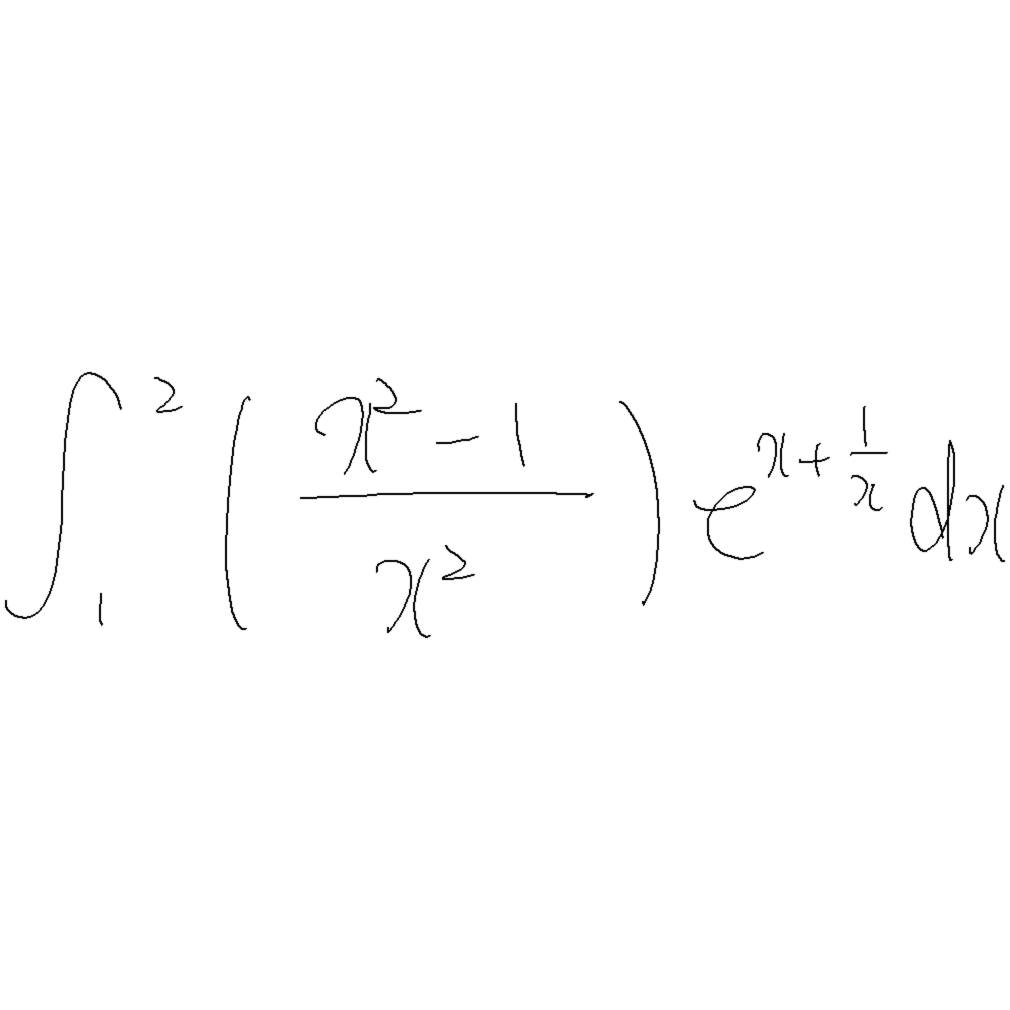 ∫₁² ( (x² − 1) / x² ) e^(x + 1/x) dx